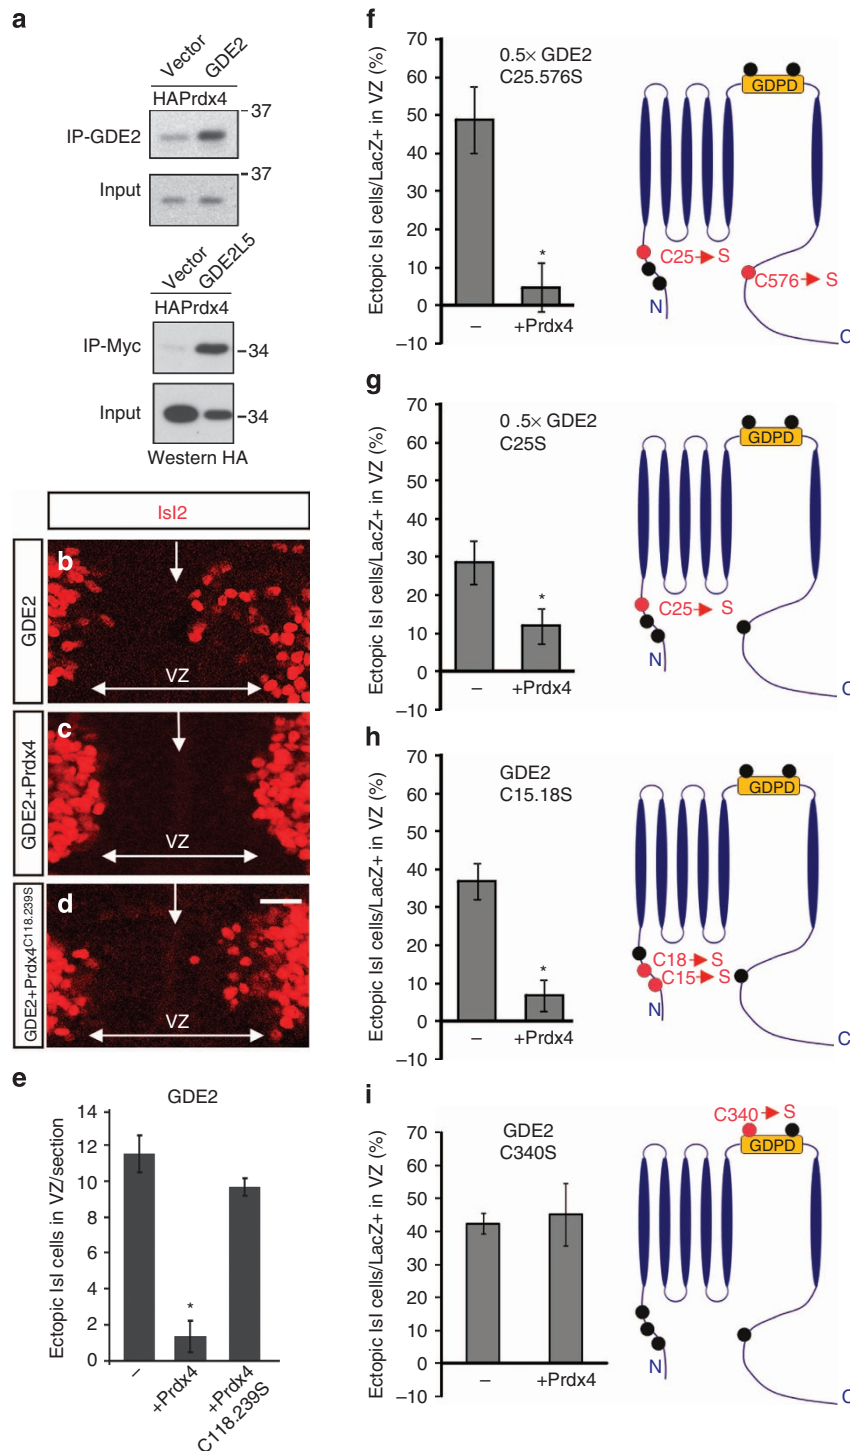 a
Vector
GDE2
HAPrdx4
37
IP-GDE2
37
Input
Vector
GDE2L5
HAPrdx4
IP-Myc
34
Input
34
Western HA
Isl2
GDE2
b
VZ
GDE2+Prdx4
c
VZ
GDE2+Prdx4C118.239S
d
VZ
e
GDE2
Ectopic Isl cells in VZ/section
14
12
10
8
6
4
2
0
*
–
+Prdx4
+Prdx4
C118.239S
f
Ectopic Isl cells/LacZ+ in VZ (%)
70
60
50
40
30
20
10
0
–10
0.5× GDE2
C25.576S
*
–
+Prdx4
GDPD
C25 S
C576 S
N
C
g
Ectopic Isl cells/LacZ+ in VZ (%)
70
60
50
40
30
20
10
0
–10
0 .5× GDE2
C25S
*
–
+Prdx4
GDPD
C25 S
N
C
h
Ectopic Isl cells/LacZ+ in VZ (%)
70
60
50
40
30
20
10
0
–10
GDE2
C15.18S
*
–
+Prdx4
GDPD
C18 S
C15 S
N
C
i
Ectopic Isl cells/LacZ+ in VZ (%)
70
60
50
40
30
20
10
0
–10
GDE2
C340S
–
+Prdx4
C340 S
GDPD
N
C